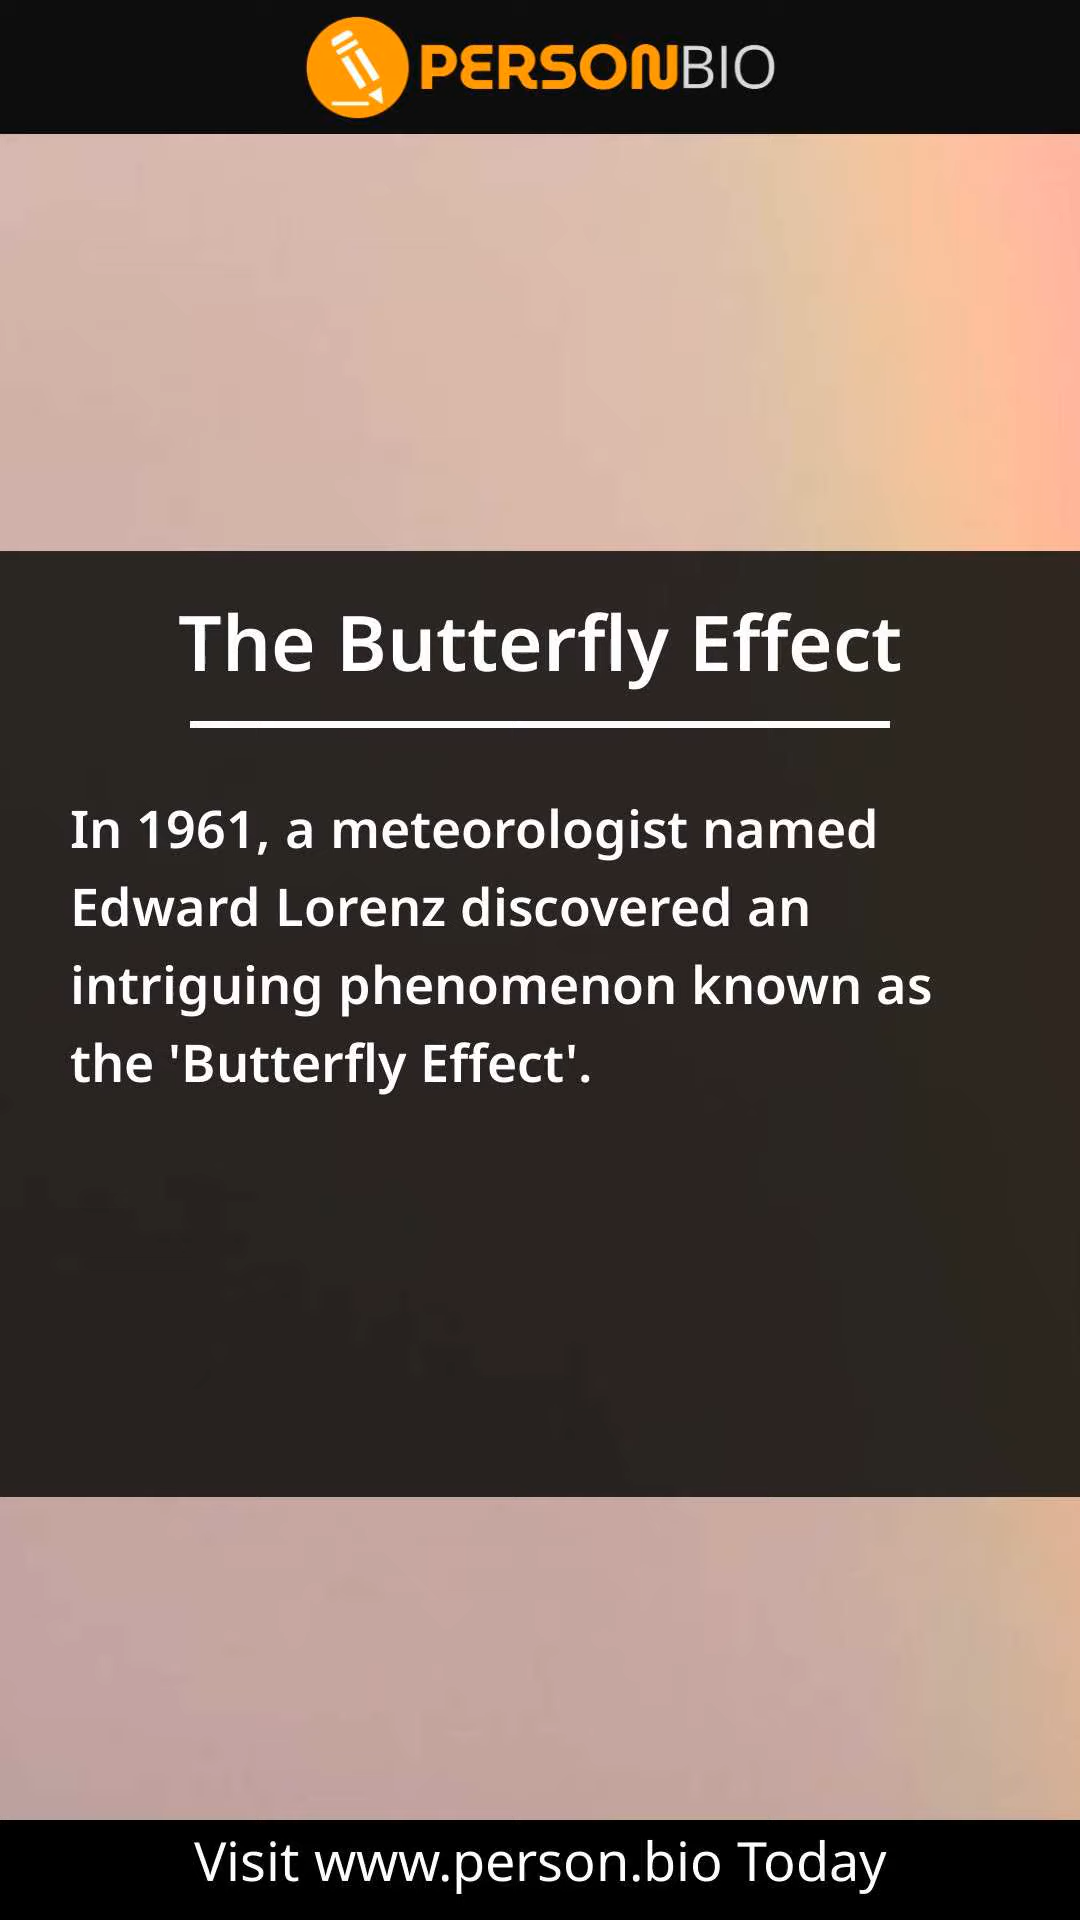 PERSONBIO
The Butterfly Effect
In 1961, a meteorologist named
Edward Lorenz discovered an
intriguing phenomenon known as
the 'Butterfly Effect'.
Visit www.person.bio Today